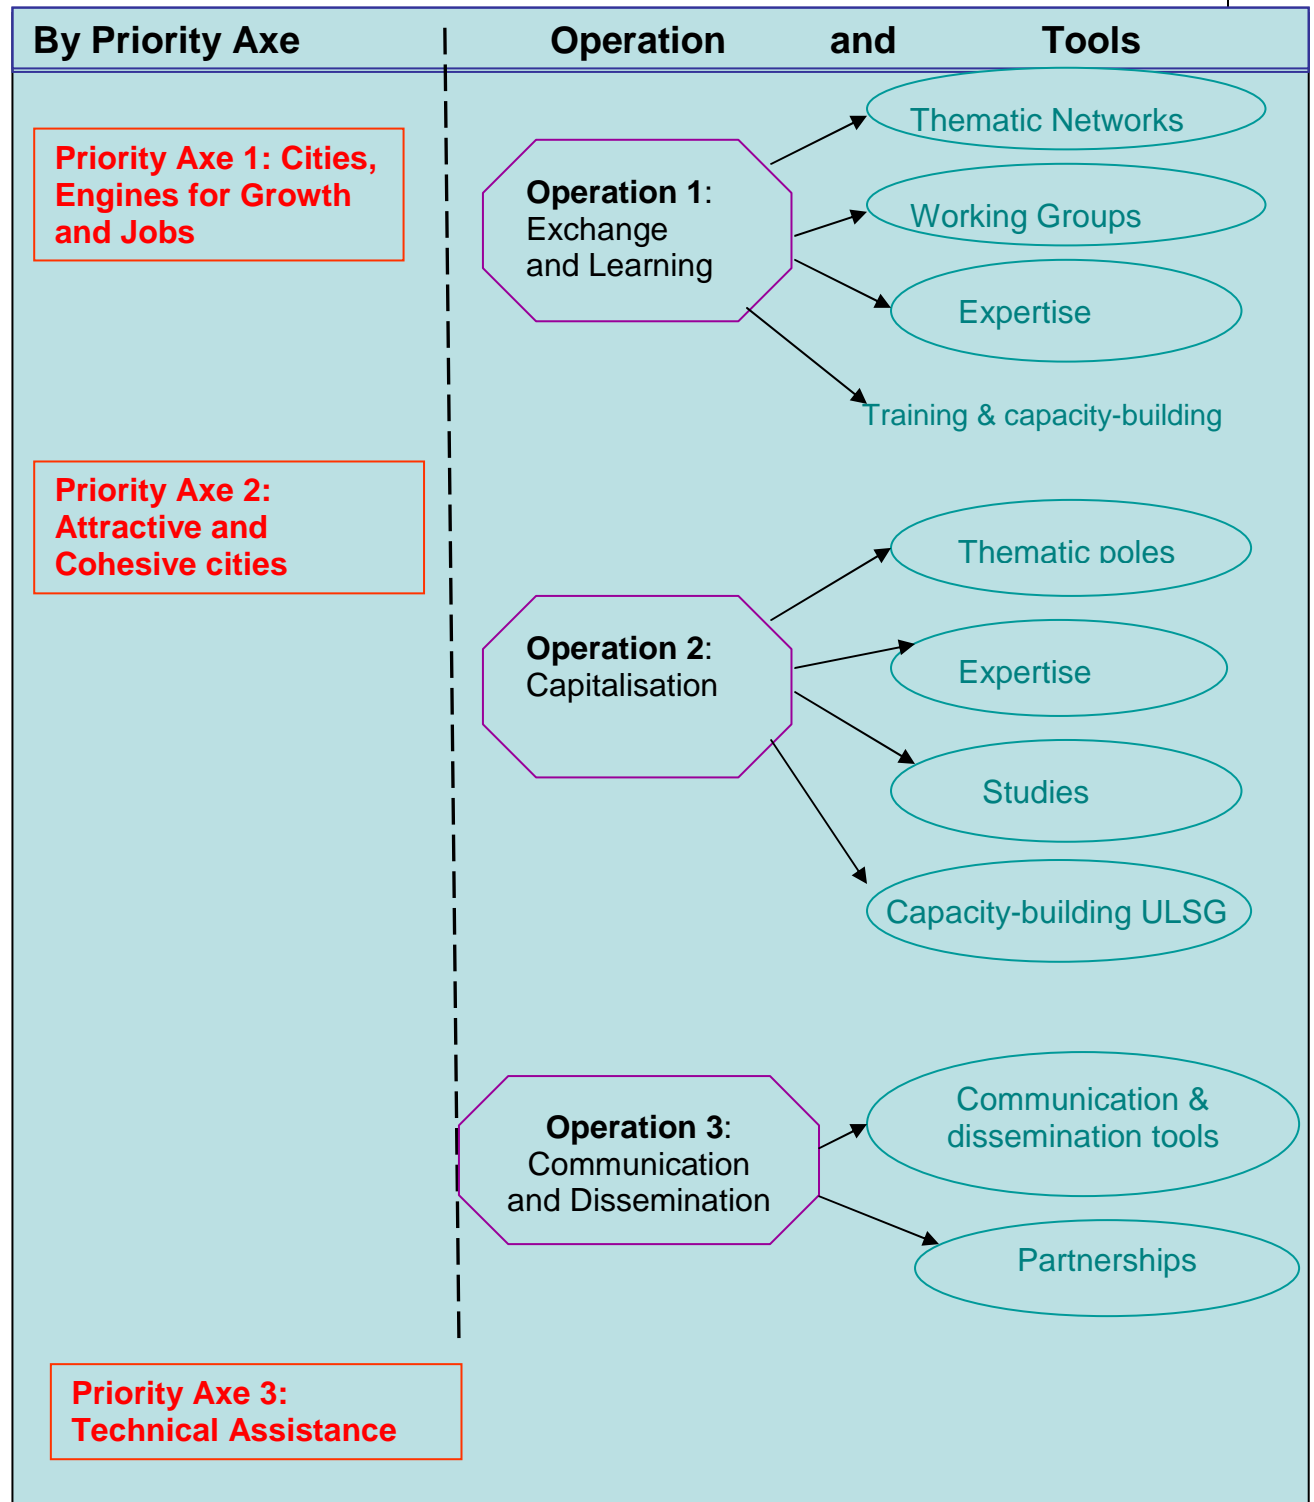 By Priority Axe Operation and Tools
Priority Axe 1: Cities,
Engines for Growth
and Jobs
Operation 1:
Exchange
and Learning
Thematic Networks
Working Groups
Expertise
Training & capacity-building
Priority Axe 2:
Attractive and
Cohesive cities
Operation 2:
Capitalisation
Thematic poles
Expertise
Studies
Capacity-building ULSG
Operation 3:
Communication
and Dissemination
Communication &
dissemination tools
Partnerships
Priority Axe 3:
Technical Assistance